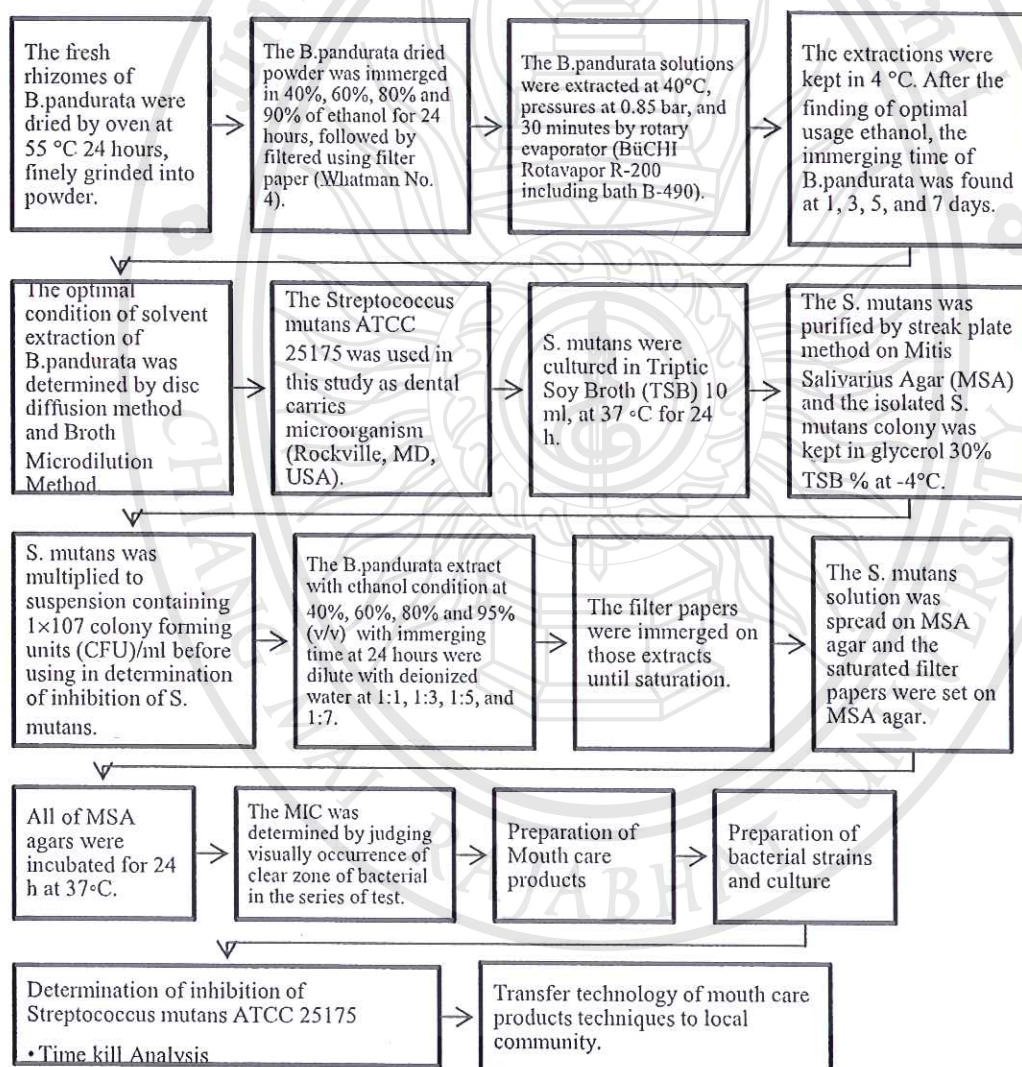 The fresh
rhizomes of
B.pandurata were
dried by oven at
55 °C 24 hours,
finely grinded into
powder.
The B.pandurata dried
powder was immerged
in 40%, 60%, 80% and
90% of ethanol for 24
hours, followed by
filtered using filter
paper (Whatman No.
4).
The B.pandurata solutions
were extracted at 40°C,
pressures at 0.85 bar, and
30 minutes by rotary
evaporator (BüCHI
Rotavapor R-200
including bath B-490).
The extractions were
kept in 4 °C. After the
finding of optimal
usage ethanol, the
immerging time of
B.pandurata was found
at 1, 3, 5, and 7 days.
The optimal
condition of solvent
extraction of
B.pandurata was
determined by disc
diffusion method
and Broth
Microdilution
Method
The Streptococcus
mutans ATCC
25175 was used in
this study as dental
carries
microorganism
(Rockville, MD,
USA).
S. mutans were
cultured in Triptic
Soy Broth (TSB) 10
ml, at 37 °C for 24
h.
The S. mutans was
purified by streak plate
method on Mitis
Salivarius Agar (MSA)
and the isolated S.
mutans colony was
kept in glycerol 30%
TSB % at -4°C.
S. mutans was
multiplied to
suspension containing
1×107 colony forming
units (CFU)/ml before
using in determination
of inhibition of S.
mutans.
The B.pandurata extract
with ethanol condition at
40%, 60%, 80% and 95%
(v/v) with immerging
time at 24 hours were
dilute with deionized
water at 1:1, 1:3, 1:5, and
1:7.
The filter papers
were immerged on
those extracts
until saturation.
The S. mutans
solution was
spread on MSA
agar and the
saturated filter
papers were set on
MSA agar.
All of MSA
agars were
incubated for 24
h at 37°C.
The MIC was
determined by judging
visually occurrence of
clear zone of bacterial
in the series of test.
Preparation of
Mouth care
products
Preparation of
bacterial strains
and culture
Determination of inhibition of
Streptococcus mutans ATCC 25175
• Time kill Analysis
Transfer technology of mouth care
products techniques to local
community.
CHIANG MAI RAJABHAT UNIVERSITY